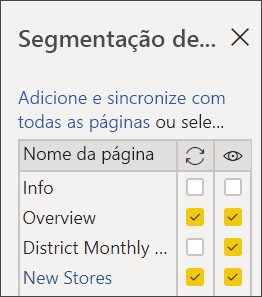 Segmentação de...
Adicione e sincronize com
todas as páginas ou sele...
Nome da página
Info
Overview
District Monthly ...
New Stores